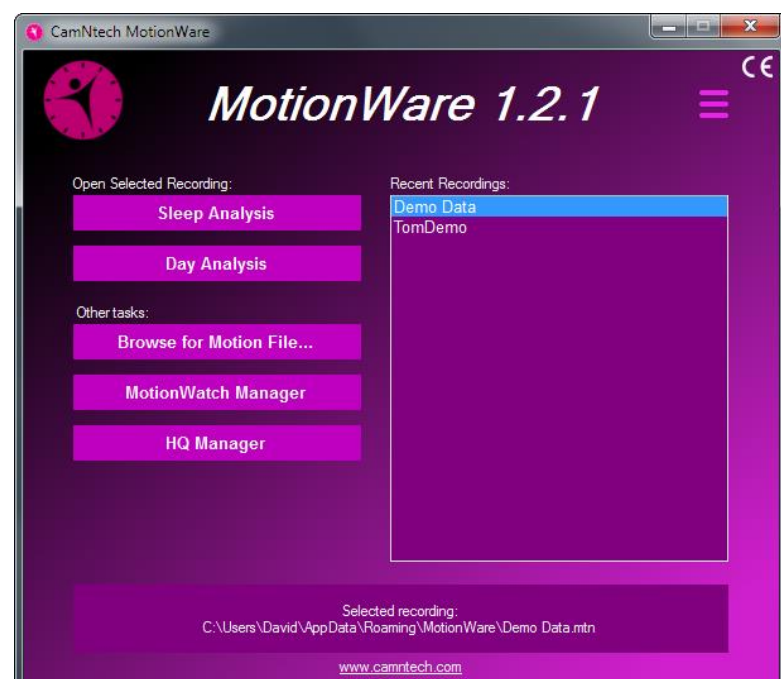 CamNtech MotionWare
CE
MotionWare 1.2.1
Open Selected Recording:
Sleep Analysis
Day Analysis
Other tasks:
Browse for Motion File...
MotionWatch Manager
HQ Manager
Recent Recordings:
Demo Data
TomDemo
Selected recording:
C:\Users\David\AppData\Roaming\MotionWare\Demo Data.mtn
www.camntech.com